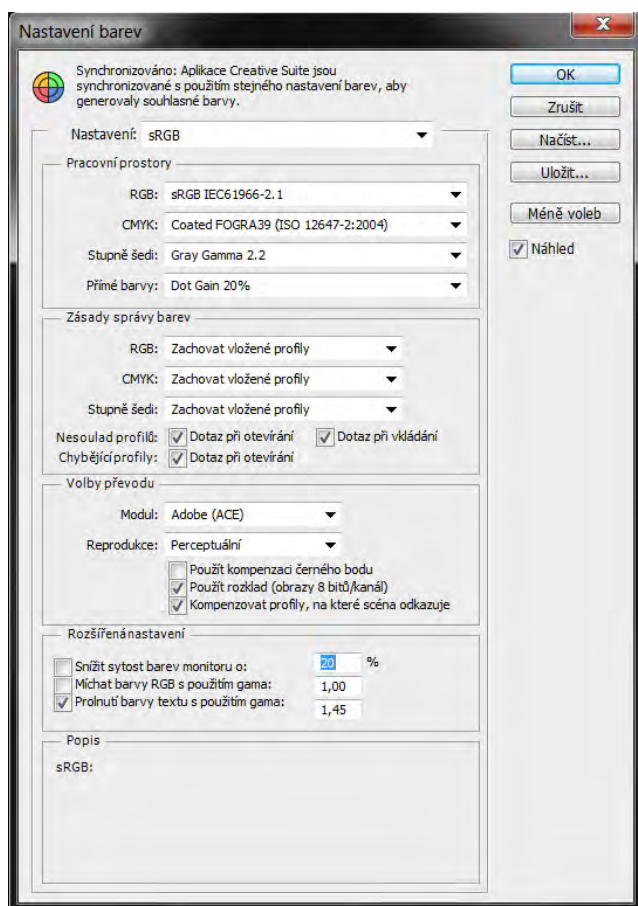 Nastavení barev
Synchronizováno: Aplikace Creative Suite jsou
synchronizované s použitím stejného nastavení barev, aby
generovaly souhlasné barvy.
OK
Zrušit
Načíst...
Uložit...
Méně voleb
Náhled
Nastavení: sRGB
Pracovní prostory
RGB: sRGB IEC61966-2.1
CMYK: Coated FOGRA39 (ISO 12647-2:2004)
Stupně šedi: Gray Gamma 2.2
Přímé barvy: Dot Gain 20%
Zásady správy barev
RGB: Zachovat vložené profily
CMYK: Zachovat vložené profily
Stupně šedi: Zachovat vložené profily
Nesoulad profilů: Dotaz při otevírání Dotaz při vkládání
Chybějící profily: Dotaz při otevírání
Volby převodu
Modul: Adobe (ACE)
Reprodukce: Perceptuální
Použít kompenzaci černého bodu
Použít rozklad (obrazy 8 bitů/kanál)
Kompenzovat profily, na které scéna odkazuje
Rozšířená nastavení
Snížit sytost barev monitoru o: 20 %
Míchat barvy RGB s použitím gama: 1,00
Prolnutí barvy textu s použitím gama: 1,45
Popis
sRGB: